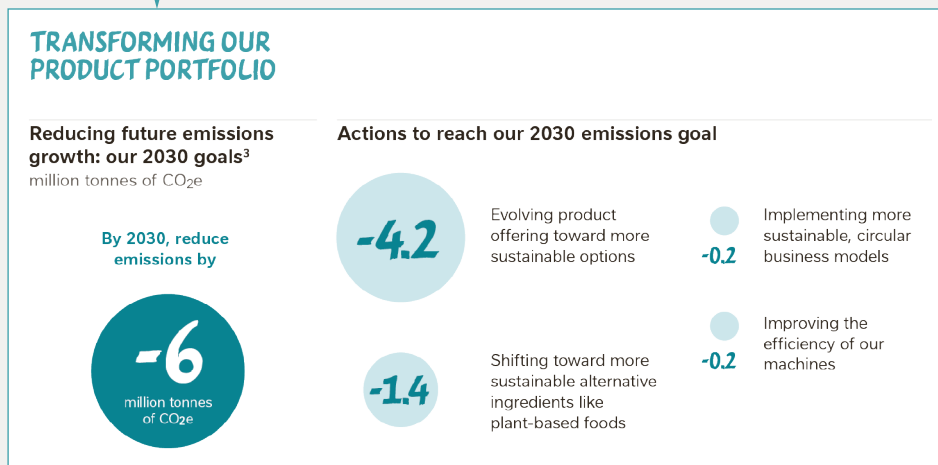 TRANSFORMING OUR
PRODUCT PORTFOLIO
Reducing future emissions
growth: our 2030 goals³
million tonnes of CO₂e
By 2030, reduce
emissions by
-6
million tonnes
of CO₂e
Actions to reach our 2030 emissions goal
-4.2
Evolving product
offering toward more
sustainable options
-1.4
Shifting toward more
sustainable alternative
ingredients like
plant-based foods
-0.2
Implementing more
sustainable, circular
business models
-0.2
Improving the
efficiency of our
machines